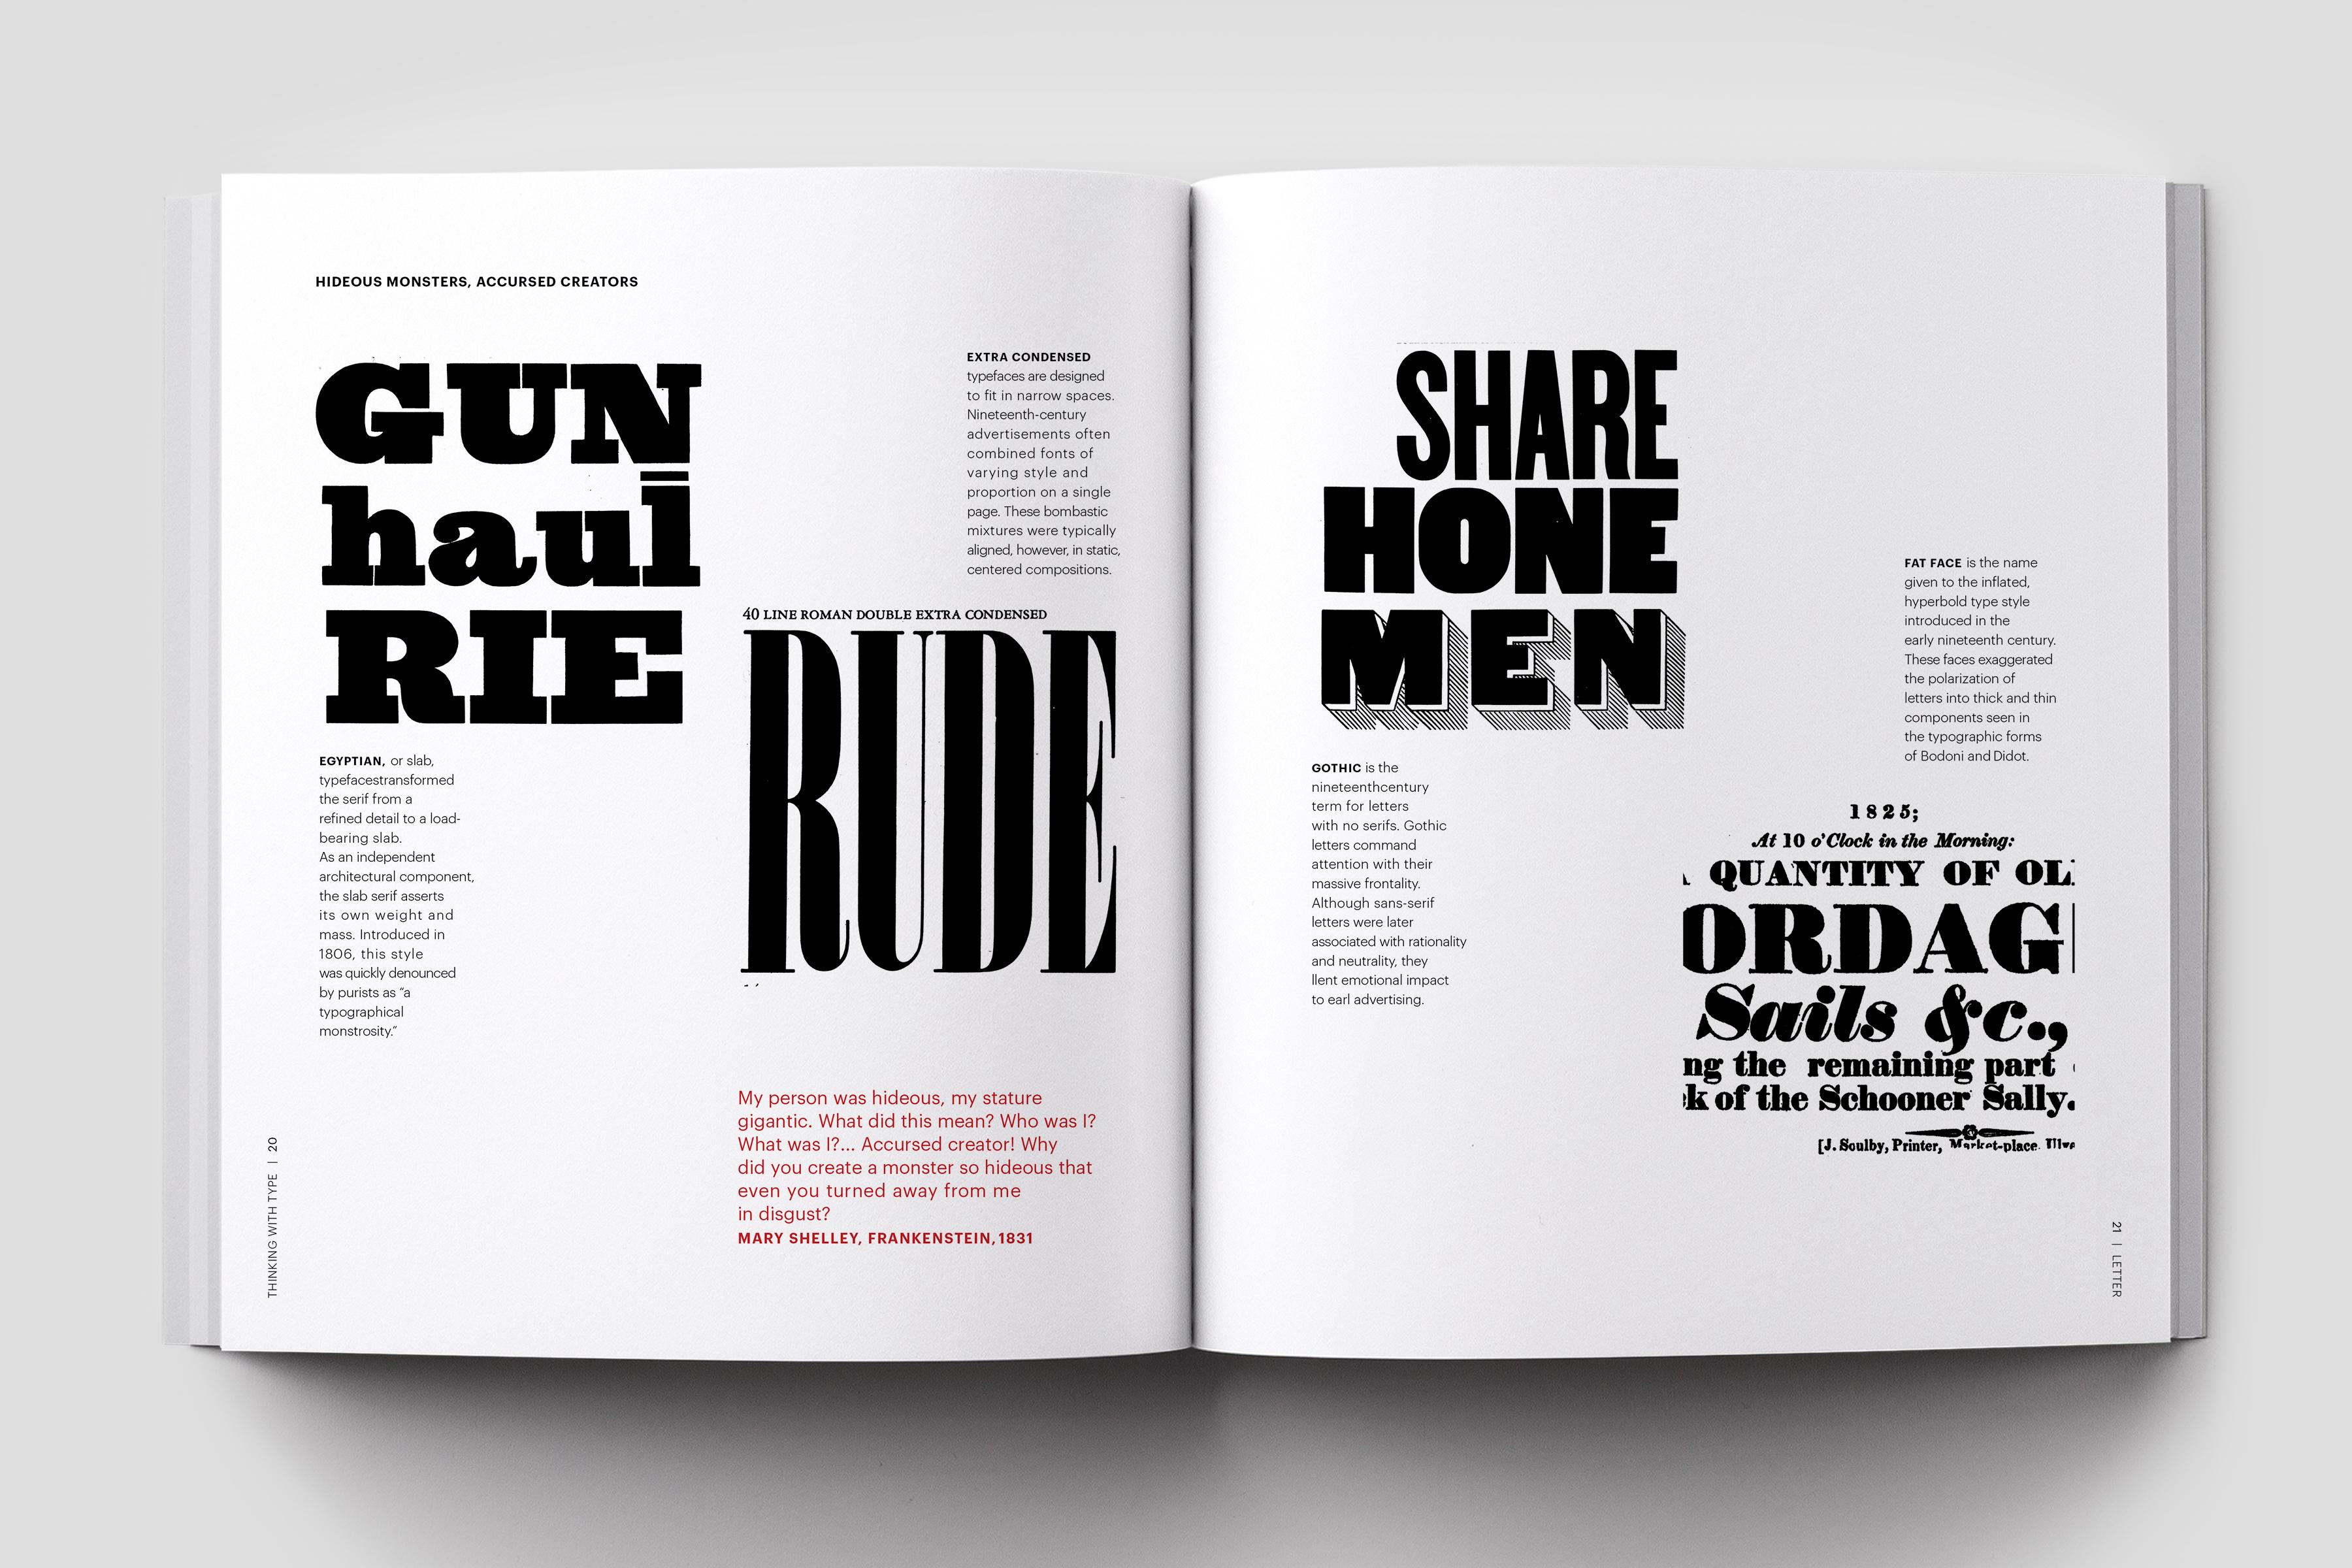 HIDEOUS MONSTERS, ACCURSED CREATORS
GUN
haul
RIE
EGYPTIAN, or slab,
typefacestransformed
the serif from a
refined detail to a load-
bearing slab.
As an independent
architectural component,
the slab serif asserts
its own weight and
mass. Introduced in
1806, this style
was quickly denounced
by purists as “a
typographical
monstrosity.”
EXTRA CONDENSED
typefaces are designed
to fit in narrow spaces.
Nineteenth-century
advertisements often
combined fonts of
varying style and
proportion on a single
page. These bombastic
mixtures were typically
aligned, however, in static,
centered compositions.
40 LINE ROMAN DOUBLE EXTRA CONDENSED
RUDE
My person was hideous, my stature
gigantic. What did this mean? Who was I?
What was I?... Accursed creator! Why
did you create a monster so hideous that
even you turned away from me
in disgust?
MARY SHELLEY, FRANKENSTEIN,1831
THINKING WITH TYPE | 20
SHARE
HONE
MEN
GOTHIC is the
nineteenthcentury
term for letters
with no serifs. Gothic
letters command
attention with their
massive frontality.
Although sans-serif
letters were later
associated with rationality
and neutrality, they
llent emotional impact
to earl advertising.
FAT FACE is the name
given to the inflated,
hyperbold type style
introduced in the
early nineteenth century.
These faces exaggerated
the polarization of
letters into thick and thin
components seen in
the typographic forms
of Bodoni and Didot.
1825;
At 10 o'Clock in the Morning:
QUANTITY OF OL
ORDAG
Sails &c.,
ng the remaining part
k of the Schooner Sally.
[J. Soulby, Printer, Market-place.
21 | LETTER